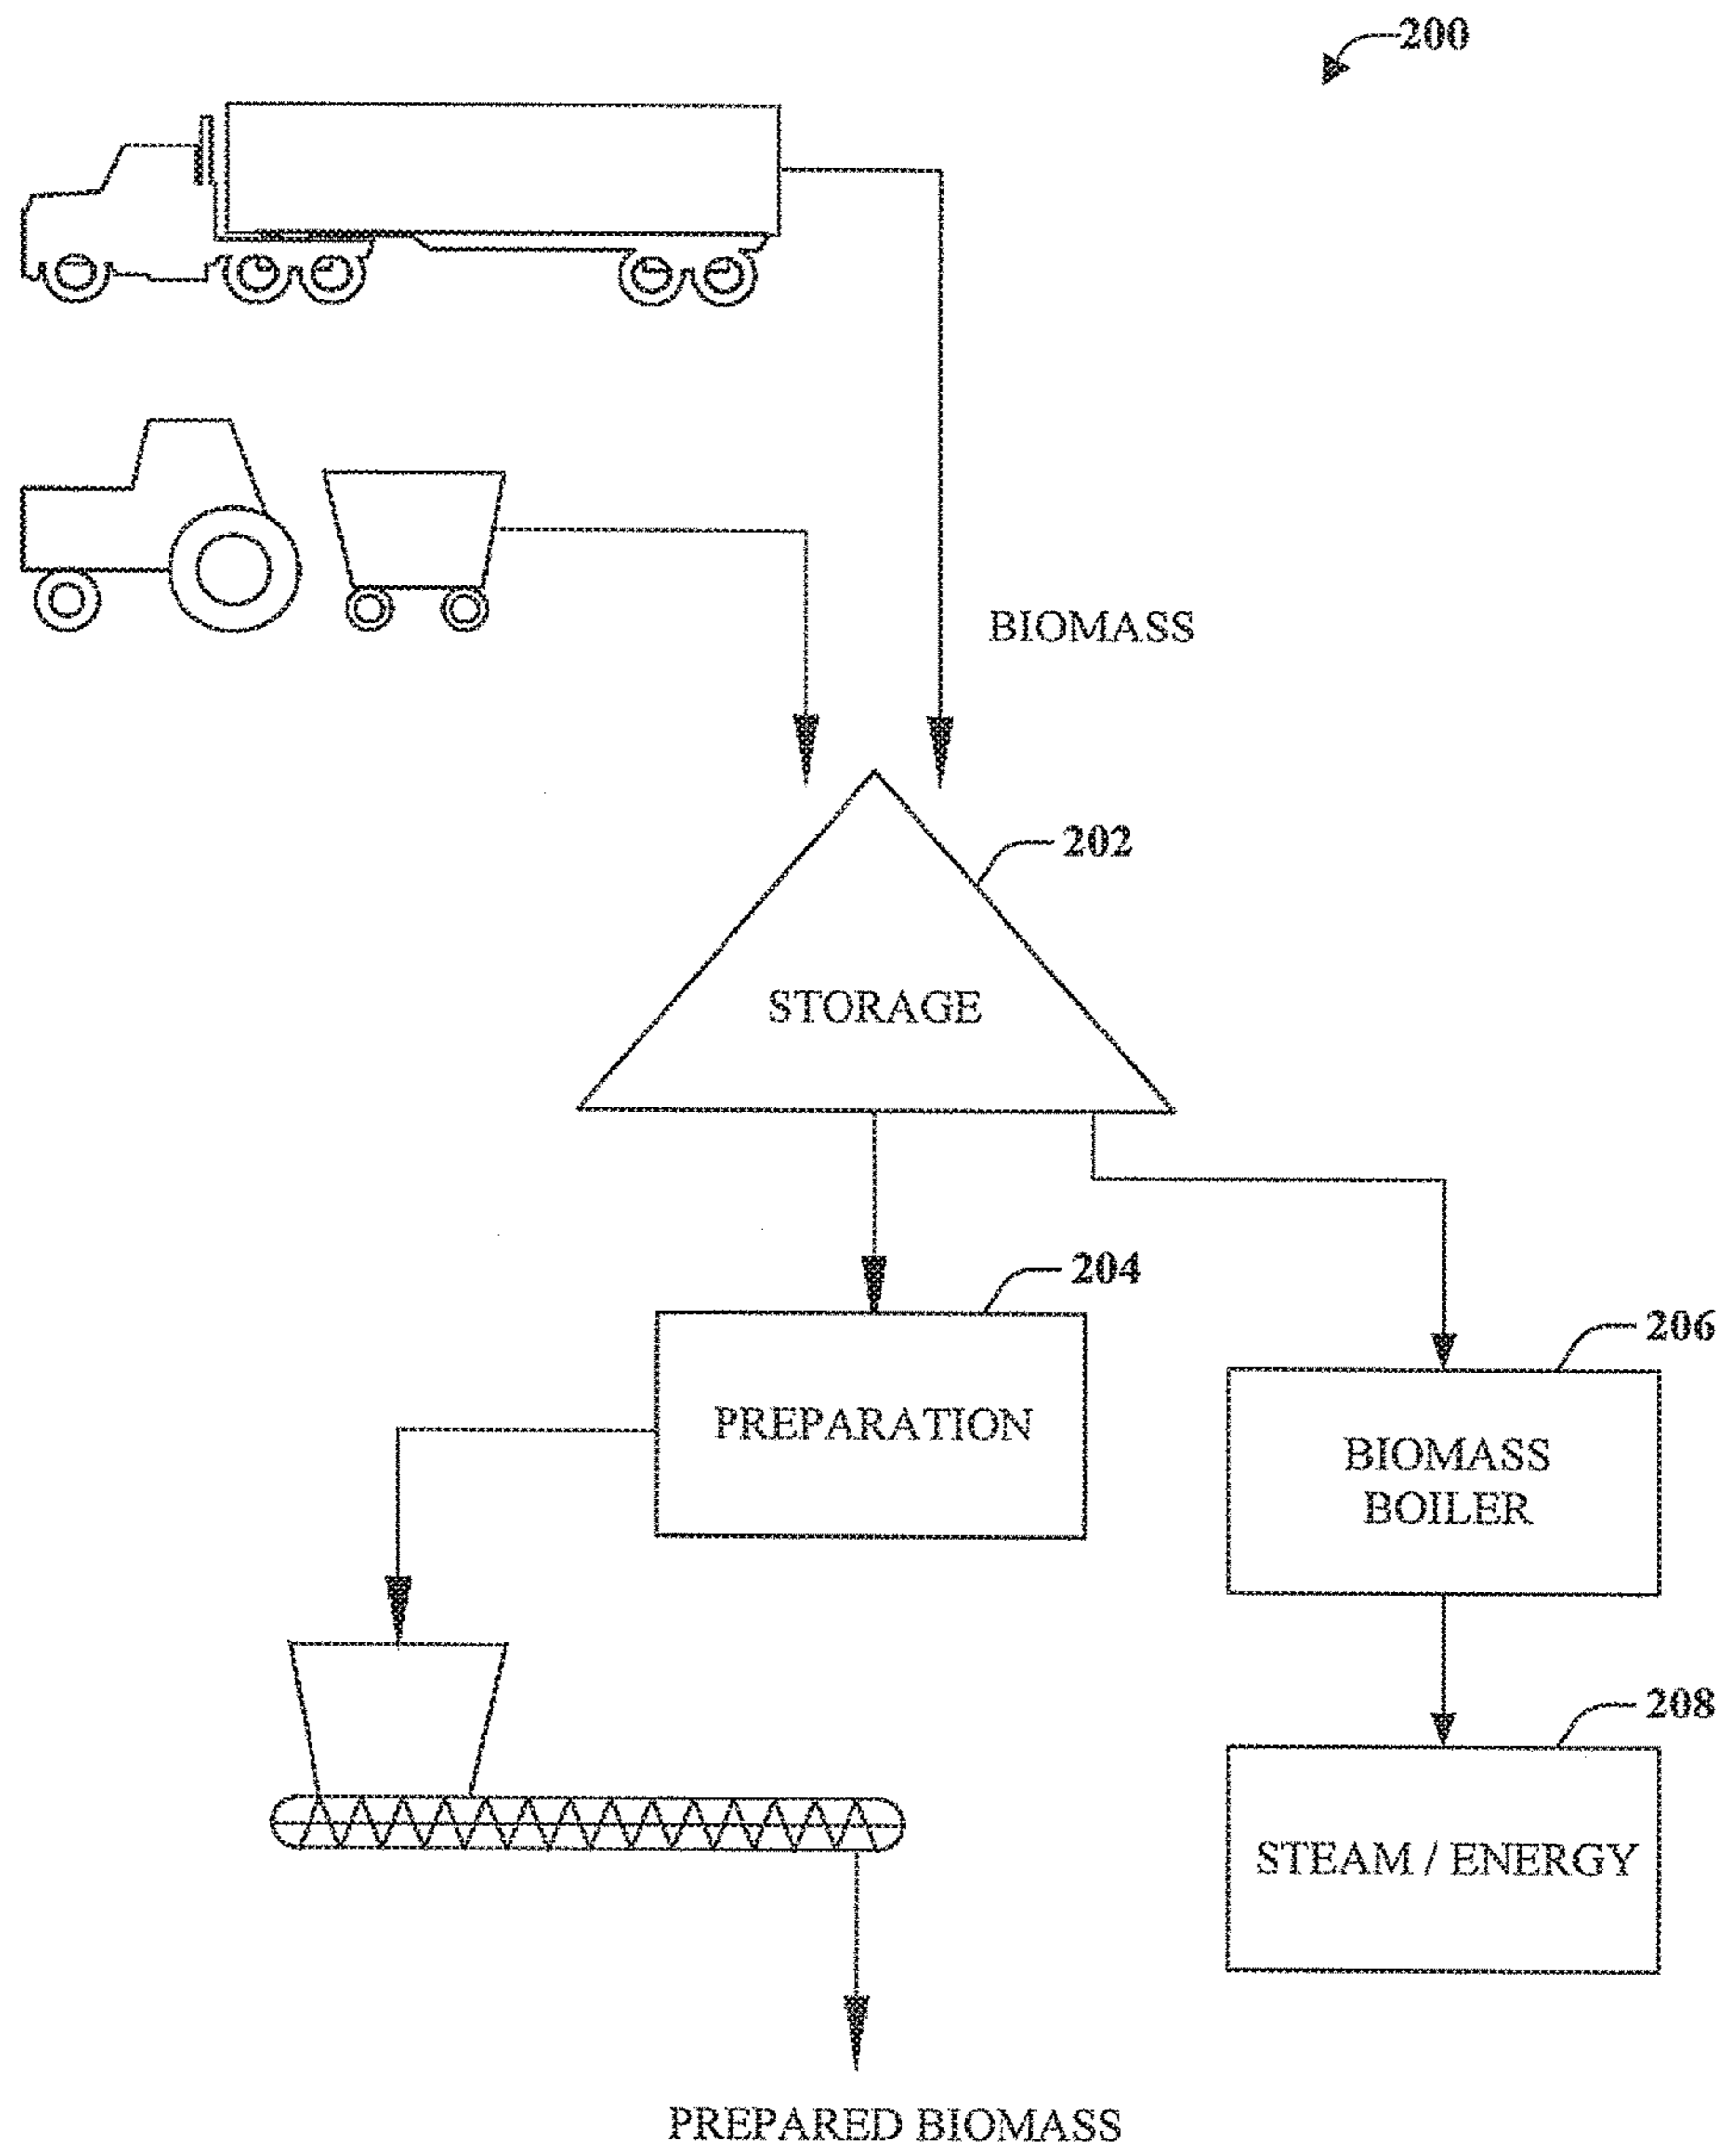 200
BIOMASS
202
STORAGE
204
206
PREPARATION
BIOMASS
BOILER
208
STEAM / ENERGY
PREPARED BIOMASS